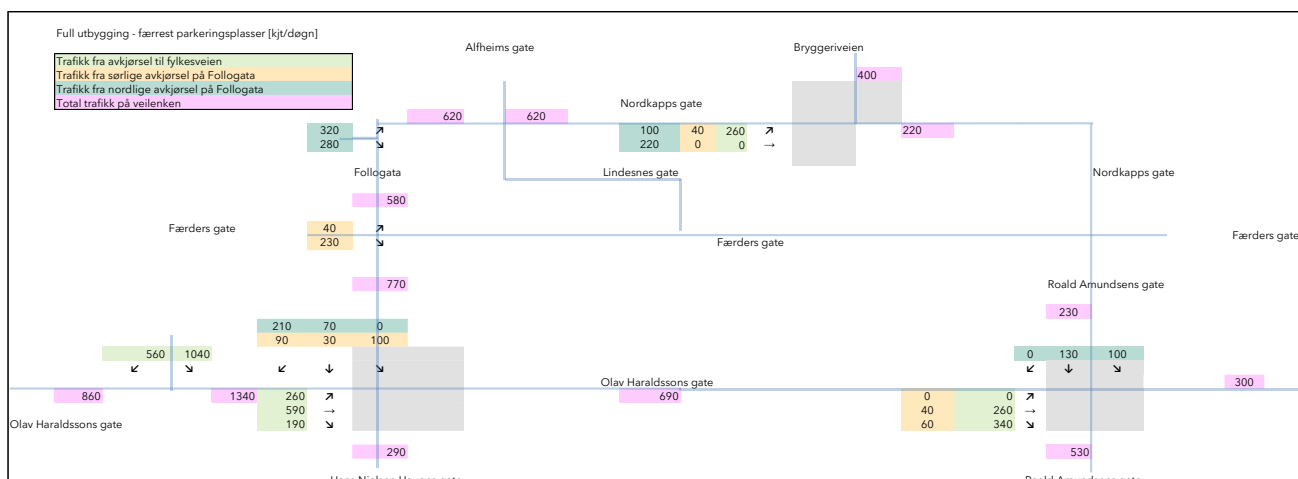 Full utbygging - færrest parkeringsplasser [kjt/døgn]
Alfheims gate
Bryggeriveien
Trafikk fra avkjørsel til fylkesveien
Trafikk fra sørlige avkjørsel på Follogata
Trafikk fra nordlige avkjørsel på Follogata
Total trafikk på veilenken
400
Nordkapps gate
620 620
320 ↗ 100 40 260 ↗ 220
280 ↘ 220 0 0 →
Follogata Lindesnes gate Nordkapps gate
580
Færders gate 40 ↗
230 ↘ Færders gate Færders gate
770 Roald Amundsens gate
230
210 70 0
90 30 100
560 1040 0 130 100
↙ ↘ ↙ ↓ ↘ ↙ ↓ ↘
Olav Haraldssons gate 300
860 1340 260 ↗ 690 0 0 ↗
590 → 40 260 →
Olav Haraldssons gate 190 ↘ 60 340 ↘
290 530